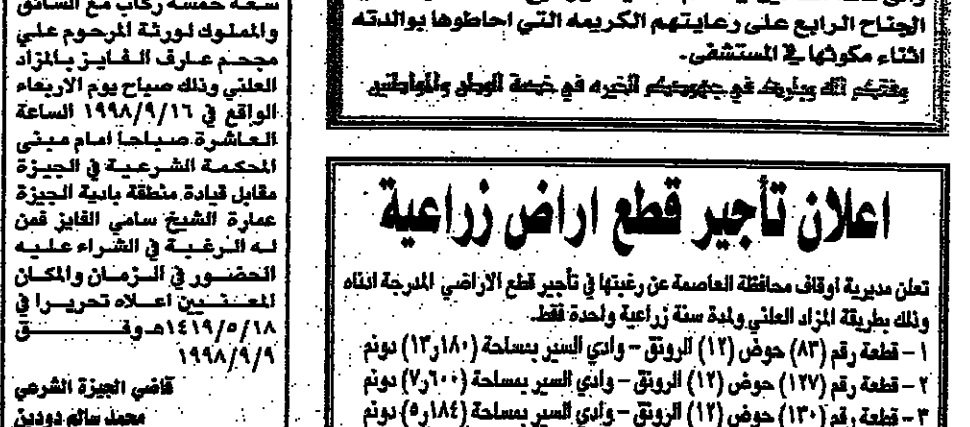 الجناح الرابع على رعايتهم الكريمه التي احاطوها بوالدته
اثناء مكوثها في المستشفى.
وفقكم الله وبارك في جهودكم الخيره في خدمة الوطن والمواطنين
اعلان تأجير قطع اراض زراعية
تعلن مديرية اوقاف محافظة العاصمة عن رغبتها في تأجير قطع الاراضي المدرجة ادناه
وذلك بطريقة المزاد العلني ولمدة سنة زراعية واحدة فقط.
١ - قطعة رقم (٨٣) حوض (١٢) الرونق - وادي السير بمساحة (١٣٫١٨٠) دونم
٢ - قطعة رقم (١٢٧) حوض (١٢) الرونق - وادي السير بمساحة (٧٫٦٠٠) دونم
٣ - قطعة رقم (١٣٠) حوض (١٢) الرونق - وادي السير بمساحة (٥٫١٨٤) دونم
سعة خمسة ركاب مع السائق
والمملوك لورثة المرحوم علي
مجحم عارف الفايز بالمزاد
العلني وذلك صباح يوم الاربعاء
الواقع في ١٩٩٨/٩/١٦ الساعة
العاشرة صباحا امام مبنى
المحكمة الشرعية في الجيزة
مقابل قيادة منطقة بادية الجيزة
عمارة الشيخ سامي الفايز فمن
له الرغبة في الشراء عليه
الحضور في الزمان والمكان
المعنيين اعلاه تحريرا في
١٤١٩/٥/١٨هـ وفق
١٩٩٨/٩/٩
قاضي الجيزة الشرعي
محمد سالم دودين